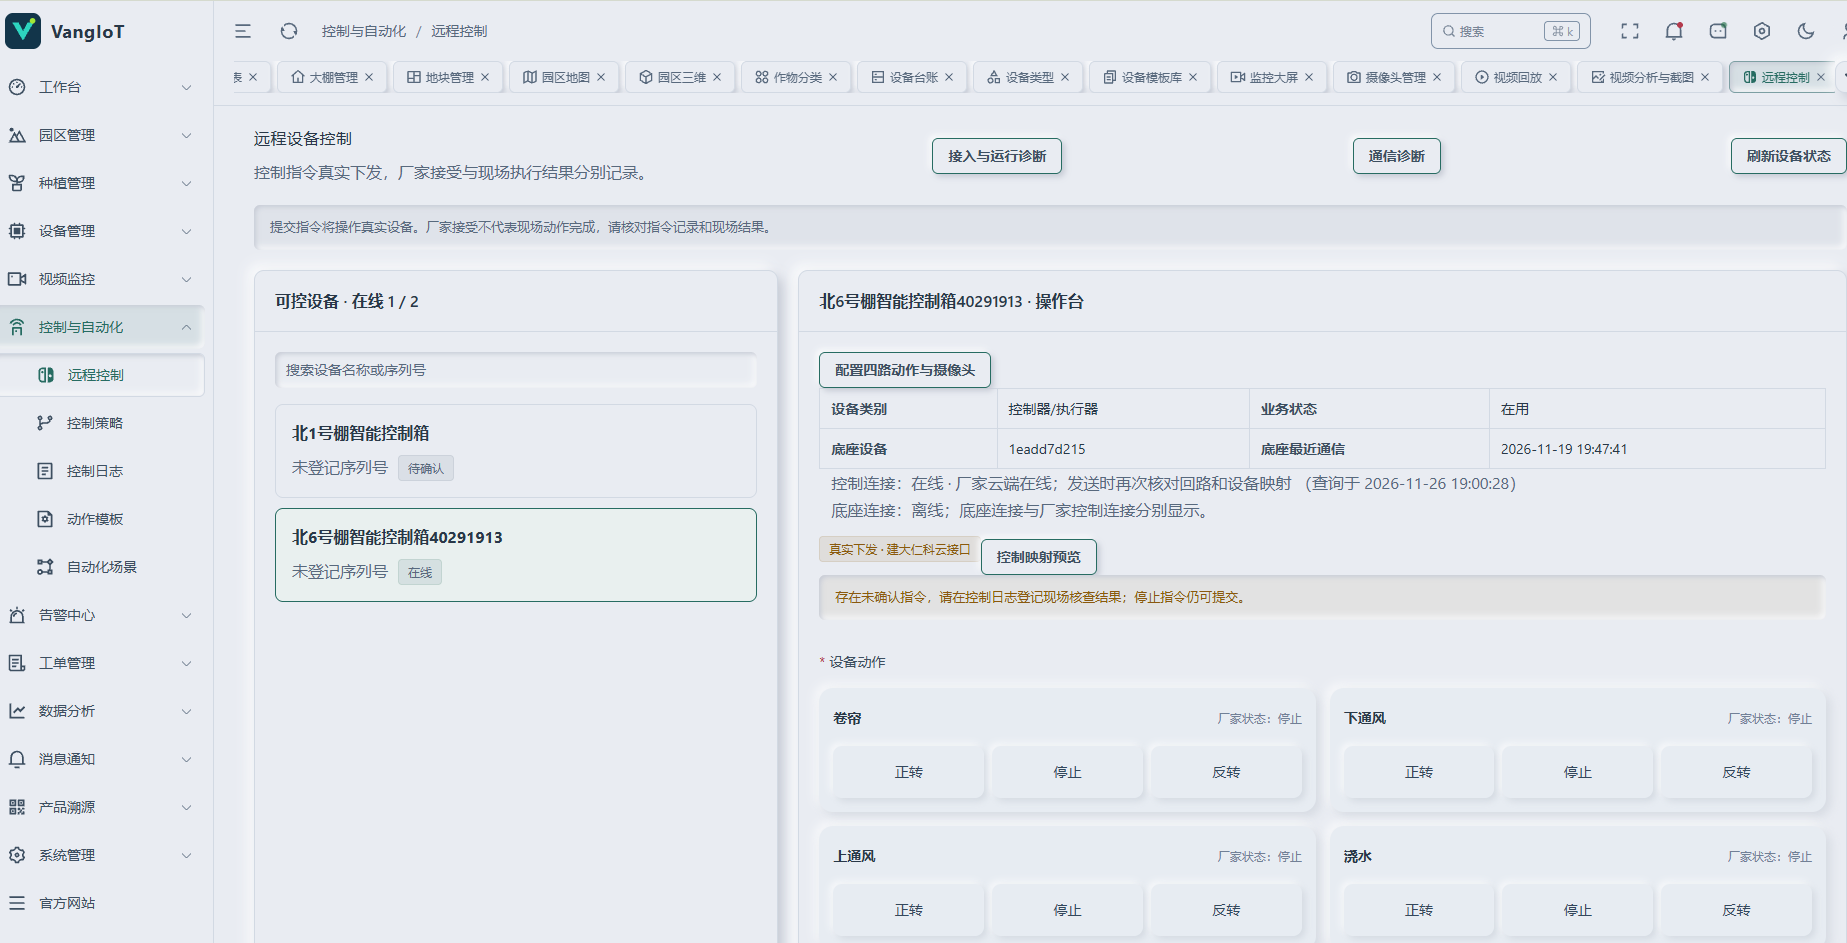 VangIoT
控制与自动化 / 远程控制
搜索 ⌘ k
表 × 大棚管理 × 地块管理 × 园区地图 × 园区三维 × 作物分类 × 设备台账 × 设备类型 × 设备模板库 × 监控大屏 × 摄像头管理 × 视频回放 × 视频分析与截图 × 远程控制 ×
工作台
园区管理
种植管理
设备管理
视频监控
控制与自动化
远程控制
控制策略
控制日志
动作模板
自动化场景
告警中心
工单管理
数据分析
消息通知
产品溯源
系统管理
官方网站
远程设备控制
控制指令真实下发，厂家接受与现场执行结果分别记录。
接入与运行诊断
通信诊断
刷新设备状态
提交指令将操作真实设备。厂家接受不代表现场动作完成，请核对指令记录和现场结果。
可控设备 · 在线 1 / 2
搜索设备名称或序列号
北1号棚智能控制箱
未登记序列号 待确认
北6号棚智能控制箱40291913
未登记序列号 在线
北6号棚智能控制箱40291913 · 操作台
配置四路动作与摄像头
设备类别 控制器/执行器 业务状态 在用
底座设备 1eadd7d215 底座最近通信 2026-11-19 19:47:41
控制连接：在线 · 厂家云端在线；发送时再次核对回路和设备映射 （查询于 2026-11-26 19:00:28）
底座连接：离线；底座连接与厂家控制连接分别显示。
真实下发 · 建大仁科云接口 控制映射预览
存在未确认指令，请在控制日志登记现场核查结果；停止指令仍可提交。
* 设备动作
卷帘 厂家状态：停止
正转 停止 反转
下通风 厂家状态：停止
正转 停止 反转
上通风 厂家状态：停止
正转 停止 反转
浇水 厂家状态：停止
正转 停止 反转